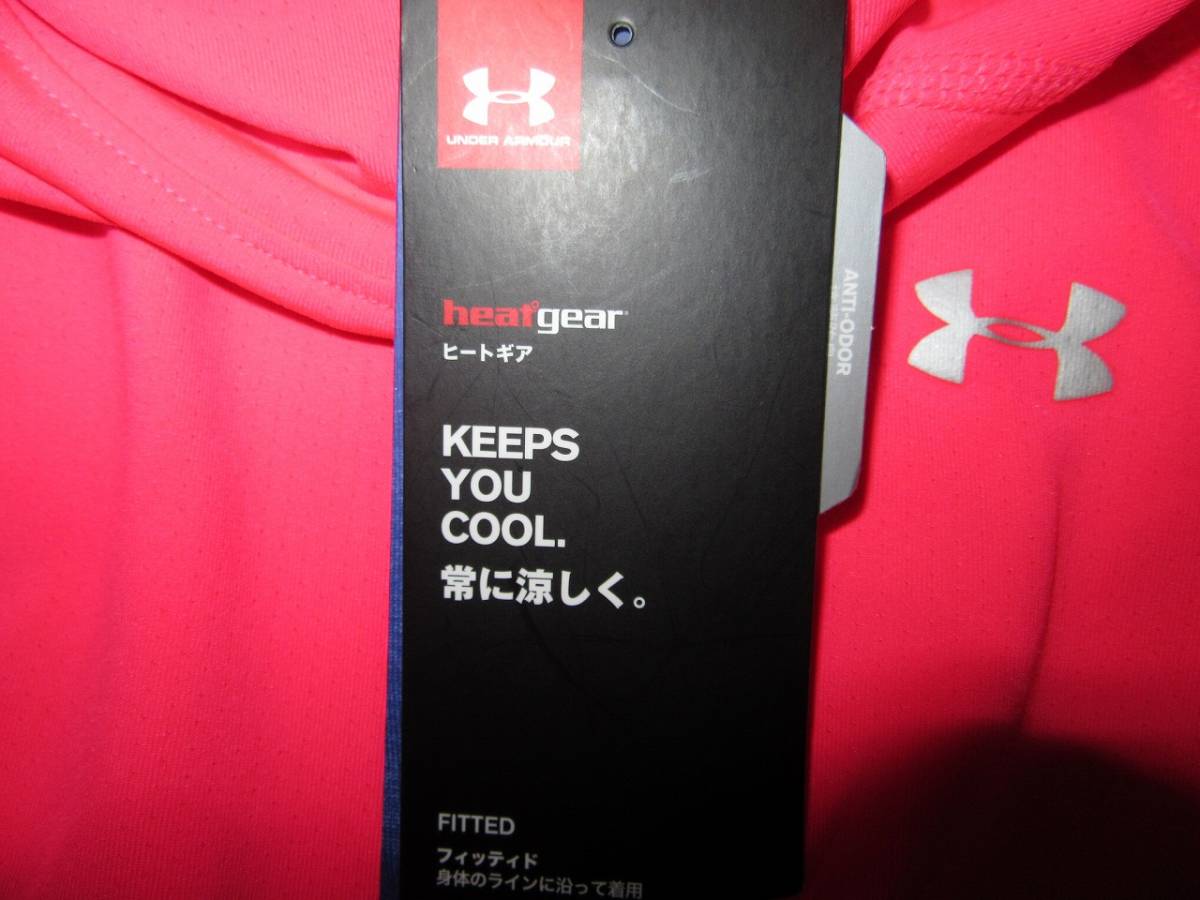 UNDER ARMOUR
heatgear
ヒートギア
KEEPS
YOU
COOL.
常に涼しく。
FITTED
フィッティド
身体のラインに沿って着用
ANTI-ODOR